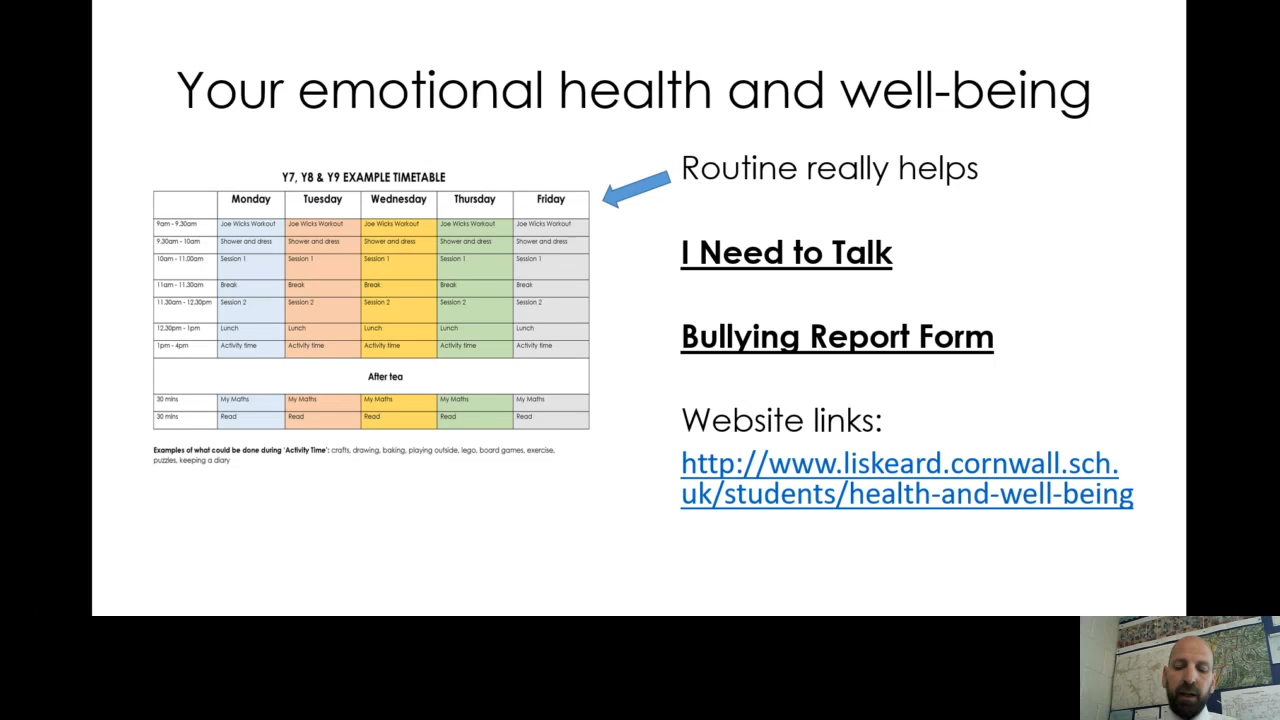 Your emotional health and well-being
Y7, Y8 & Y9 EXAMPLE TIMETABLE
Monday Tuesday Wednesday Thursday Friday
9am - 9.30am Joe Wicks Workout Joe Wicks Workout Joe Wicks Workout Joe Wicks Workout Joe Wicks Workout
9.30am - 10am Shower and dress Shower and dress Shower and dress Shower and dress Shower and dress
10am - 11.00am Session 1 Session 1 Session 1 Session 1 Session 1
11am - 11.30am Break Break Break Break Break
11.30am - 12.30pm Session 2 Session 2 Session 2 Session 2 Session 2
12.30pm - 1pm Lunch Lunch Lunch Lunch Lunch
1pm - 4pm Activity time Activity time Activity time Activity time Activity time
After tea
30 mins My Maths My Maths My Maths My Maths My Maths
30 mins Read Read Read Read Read
Examples of what could be done during 'Activity Time': crafts, drawing, baking, playing outside, lego, board games, exercise,
puzzles, keeping a diary
Routine really helps
I Need to Talk
Bullying Report Form
Website links:
http://www.liskeard.cornwall.sch.
uk/students/health-and-well-being